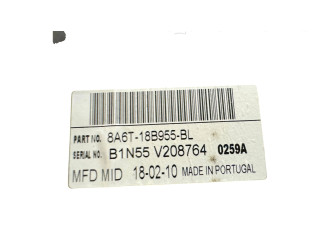 PART NO. 8A6T-18B955-BL
SERIAL NO. B1N55 V208764 0259A
MFD MID 18-02-10 MADE IN PORTUGAL